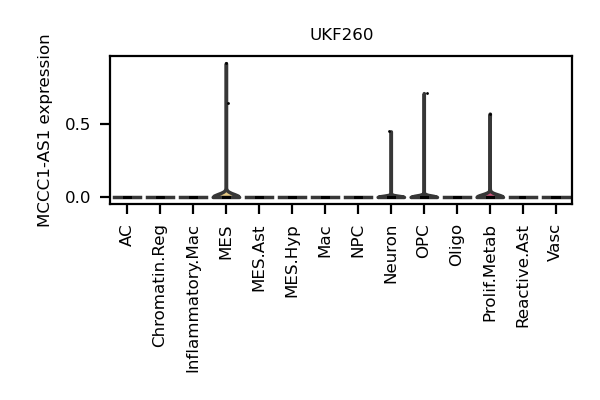 UKF260
MCCC1-AS1 expression
0.5
0.0
AC
Chromatin.Reg
Inflammatory.Mac
MES
MES.Ast
MES.Hyp
Mac
NPC
Neuron
OPC
Oligo
Prolif.Metab
Reactive.Ast
Vasc